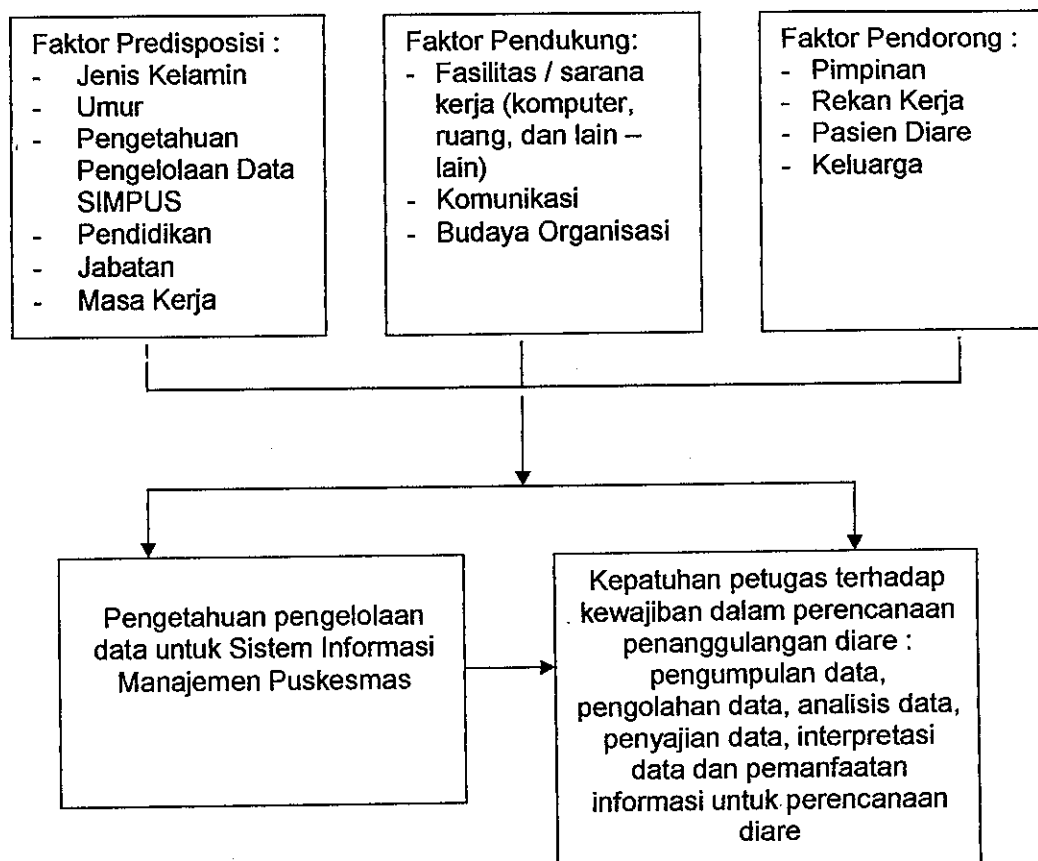 Faktor Predisposisi :
- Jenis Kelamin
- Umur
- Pengetahuan
Pengelolaan Data
SIMPUS
- Pendidikan
- Jabatan
- Masa Kerja
Faktor Pendukung:
- Fasilitas / sarana
kerja (komputer,
ruang, dan lain –
lain)
- Komunikasi
- Budaya Organisasi
Faktor Pendorong :
- Pimpinan
- Rekan Kerja
- Pasien Diare
- Keluarga
Pengetahuan pengelolaan
data untuk Sistem Informasi
Manajemen Puskesmas
Kepatuhan petugas terhadap
kewajiban dalam perencanaan
penanggulangan diare :
pengumpulan data,
pengolahan data, analisis data,
penyajian data, interpretasi
data dan pemanfaatan
informasi untuk perencanaan
diare